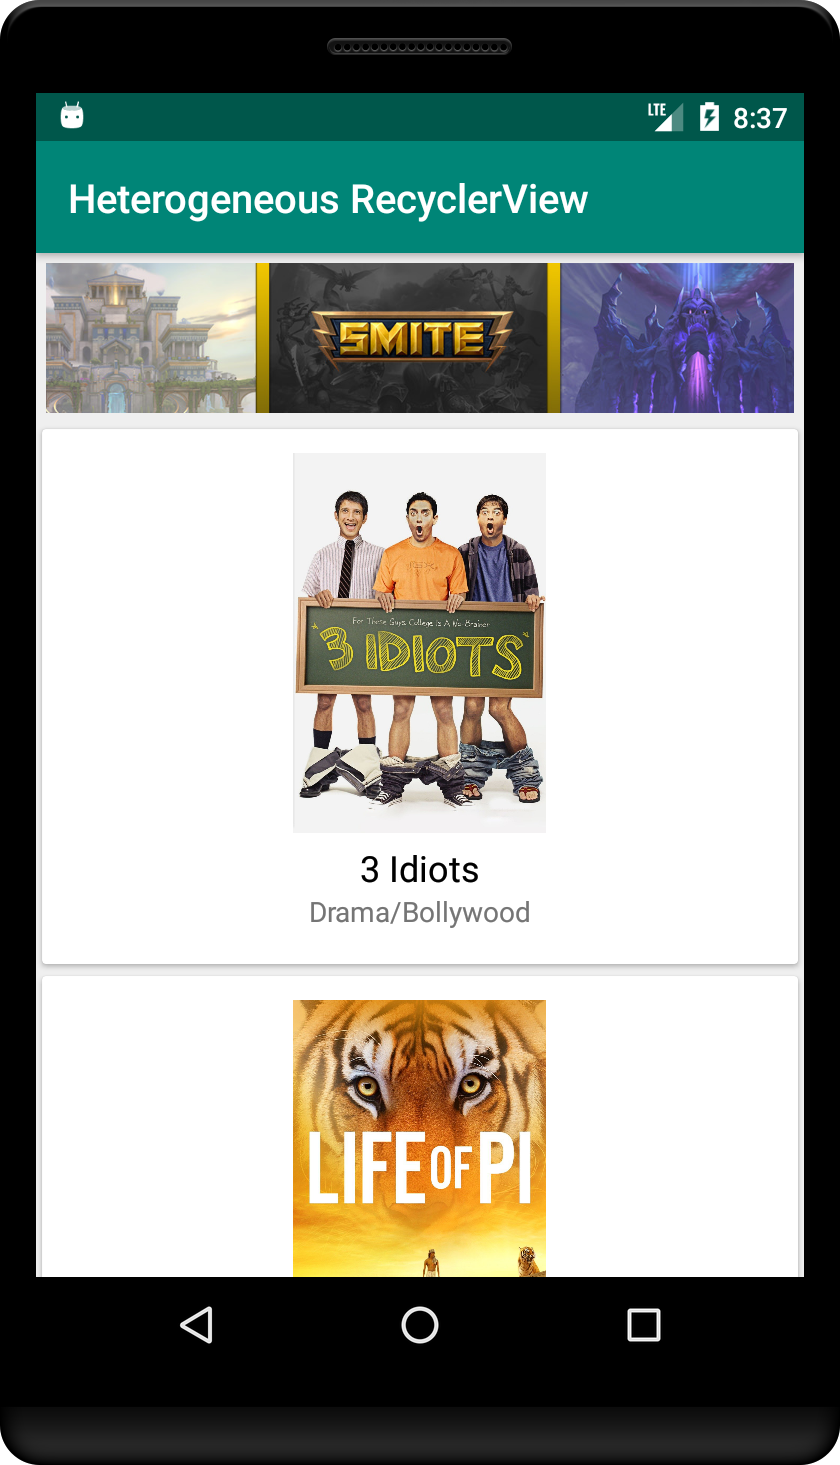 LTE 8:37
Heterogeneous RecyclerView
SMITE
For These Guys, College is A No Brainer
3 IDIOTS
3 Idiots
Drama/Bollywood
LIFE OF PI